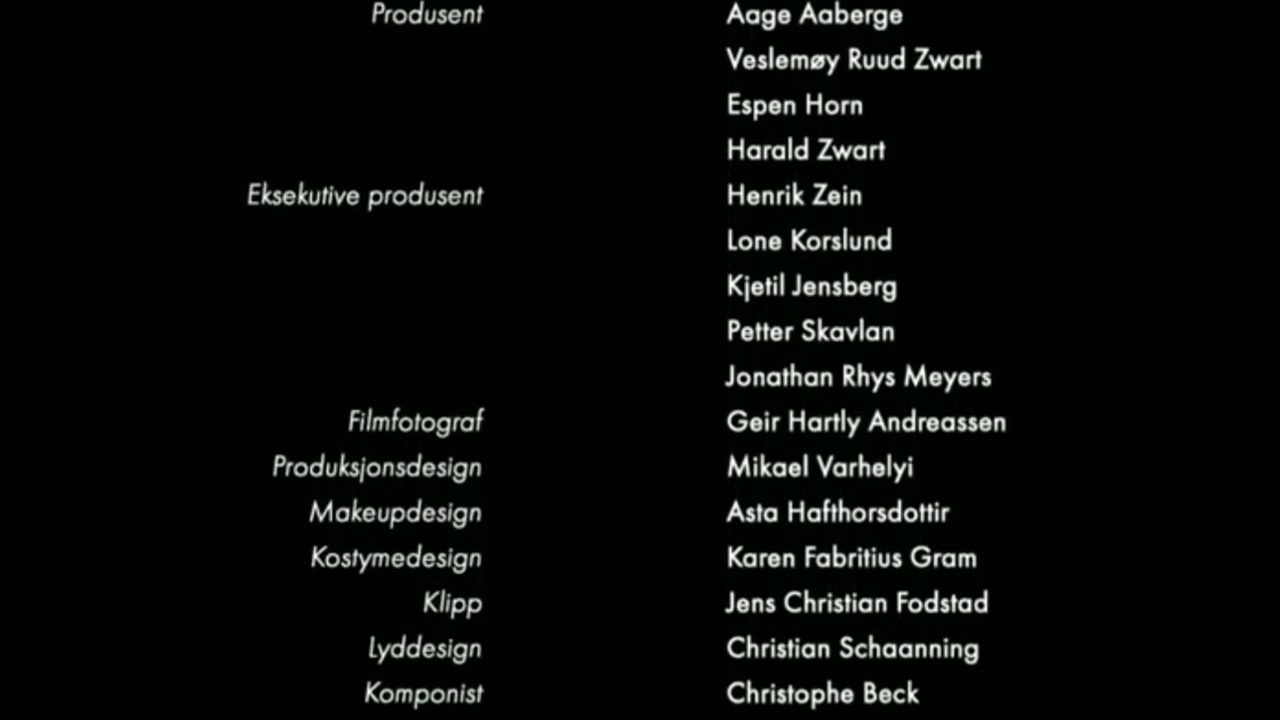 Produsent Aage Aaberge
Veslemøy Ruud Zwart
Espen Horn
Harald Zwart
Eksekutive produsent Henrik Zein
Lone Korslund
Kjetil Jensberg
Petter Skavlan
Jonathan Rhys Meyers
Filmfotograf Geir Hartly Andreassen
Produksjonsdesign Mikael Varhelyi
Makeupdesign Asta Hafthorsdottir
Kostymedesign Karen Fabritius Gram
Klipp Jens Christian Fodstad
Lyddesign Christian Schaanning
Komponist Christophe Beck